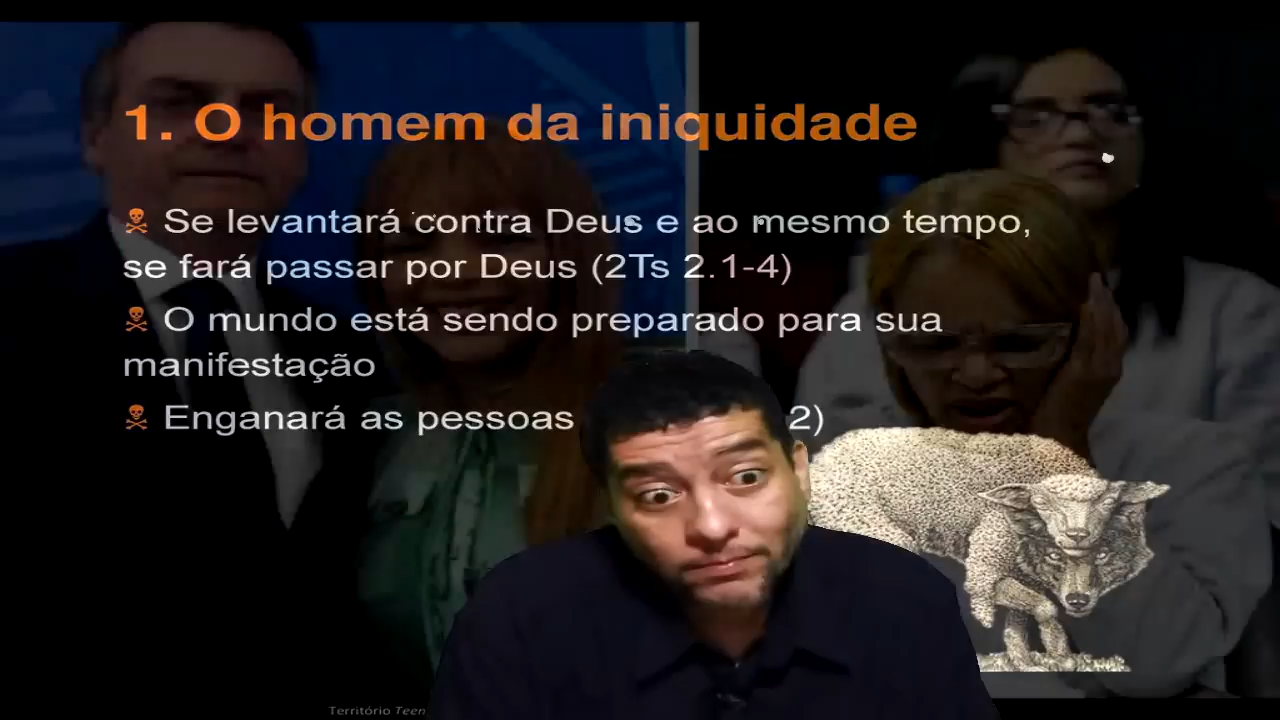 1. O homem da iniquidade
Se levantará contra Deus e ao mesmo tempo,
se fará passar por Deus (2Ts 2.1-4)
O mundo está sendo preparado para sua
manifestação
Enganará as pessoas 2)
Território Teen